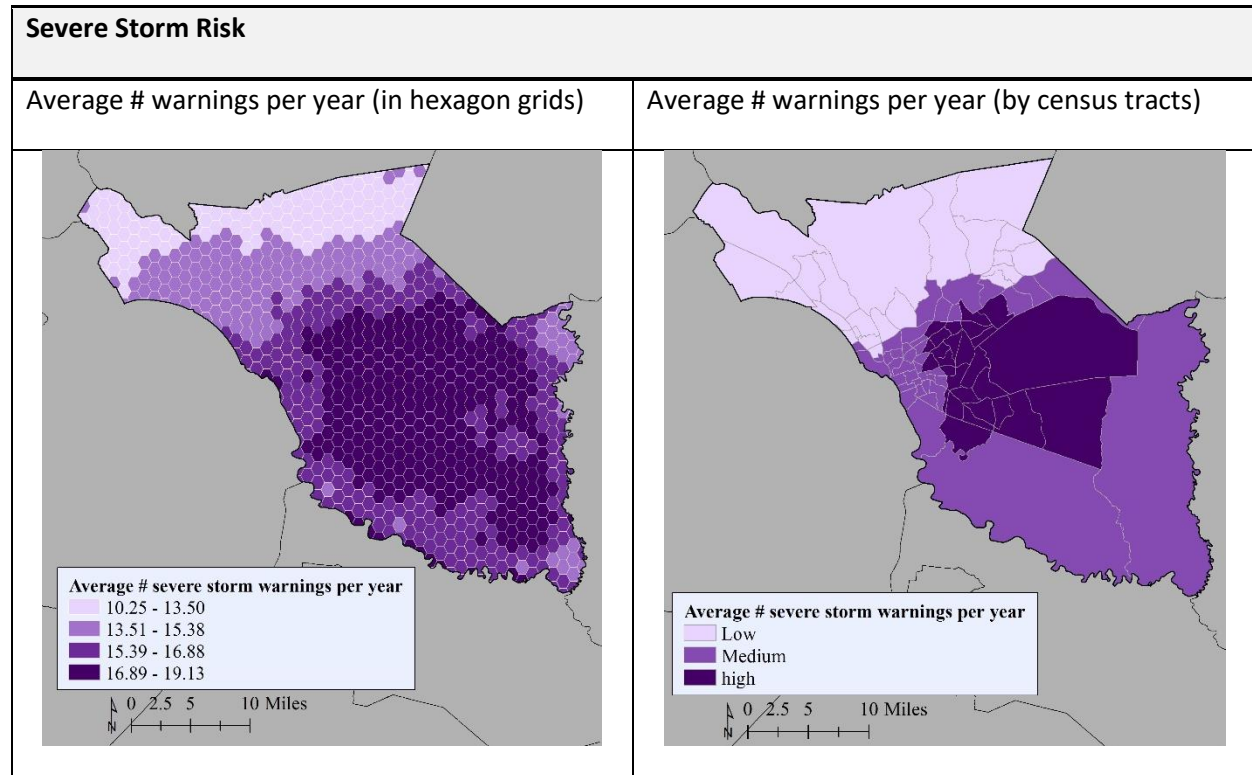 Severe Storm Risk
Average # warnings per year (in hexagon grids)
Average # warnings per year (by census tracts)
Average # severe storm warnings per year
10.25 - 13.50
13.51 - 15.38
15.39 - 16.88
16.89 - 19.13
N
0 2.5 5 10 Miles
Average # severe storm warnings per year
Low
Medium
high
N
0 2.5 5 10 Miles